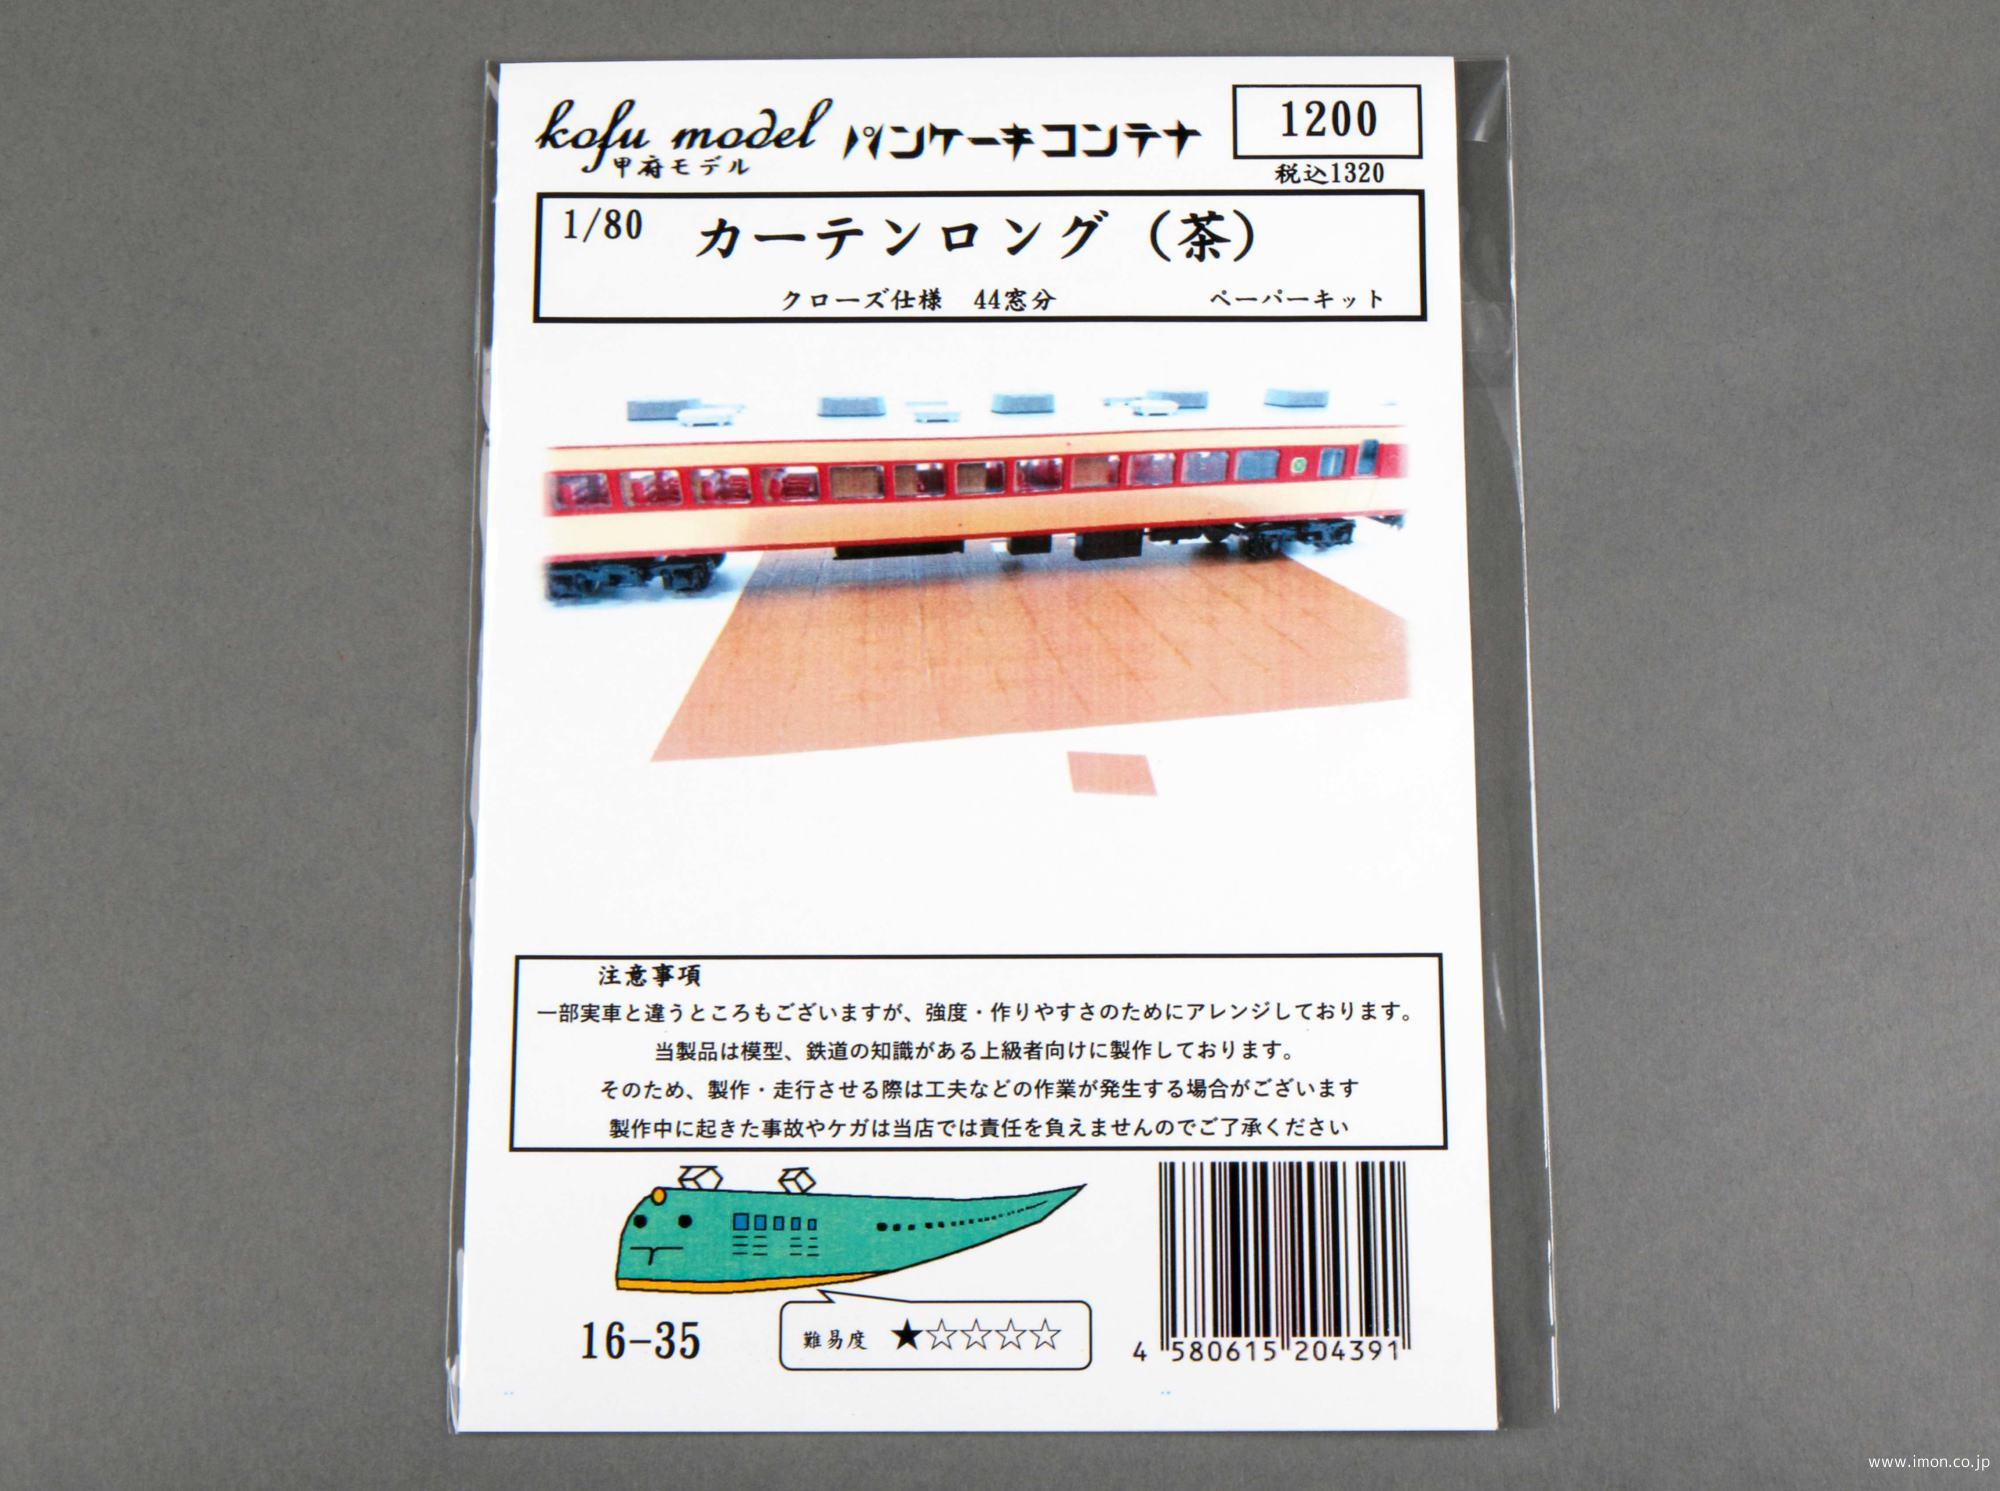 kofu model パンケーキコンテナ 1200
甲府モデル
税込1320
1/80 カーテンロング（茶）
クローズ仕様 44窓分 ペーパーキット
注意事項
一部実車と違うところもございますが、強度・作りやすさのためにアレンジしております。
当製品は模型、鉄道の知識がある上級者向けに製作しております。
そのため、製作・走行させる際は工夫などの作業が発生する場合がございます
製作中に起きた事故やケガは当店では責任を負えませんのでご了承ください
16-35
難易度 ★☆☆☆☆
4 580615 204391
www.imon.co.jp